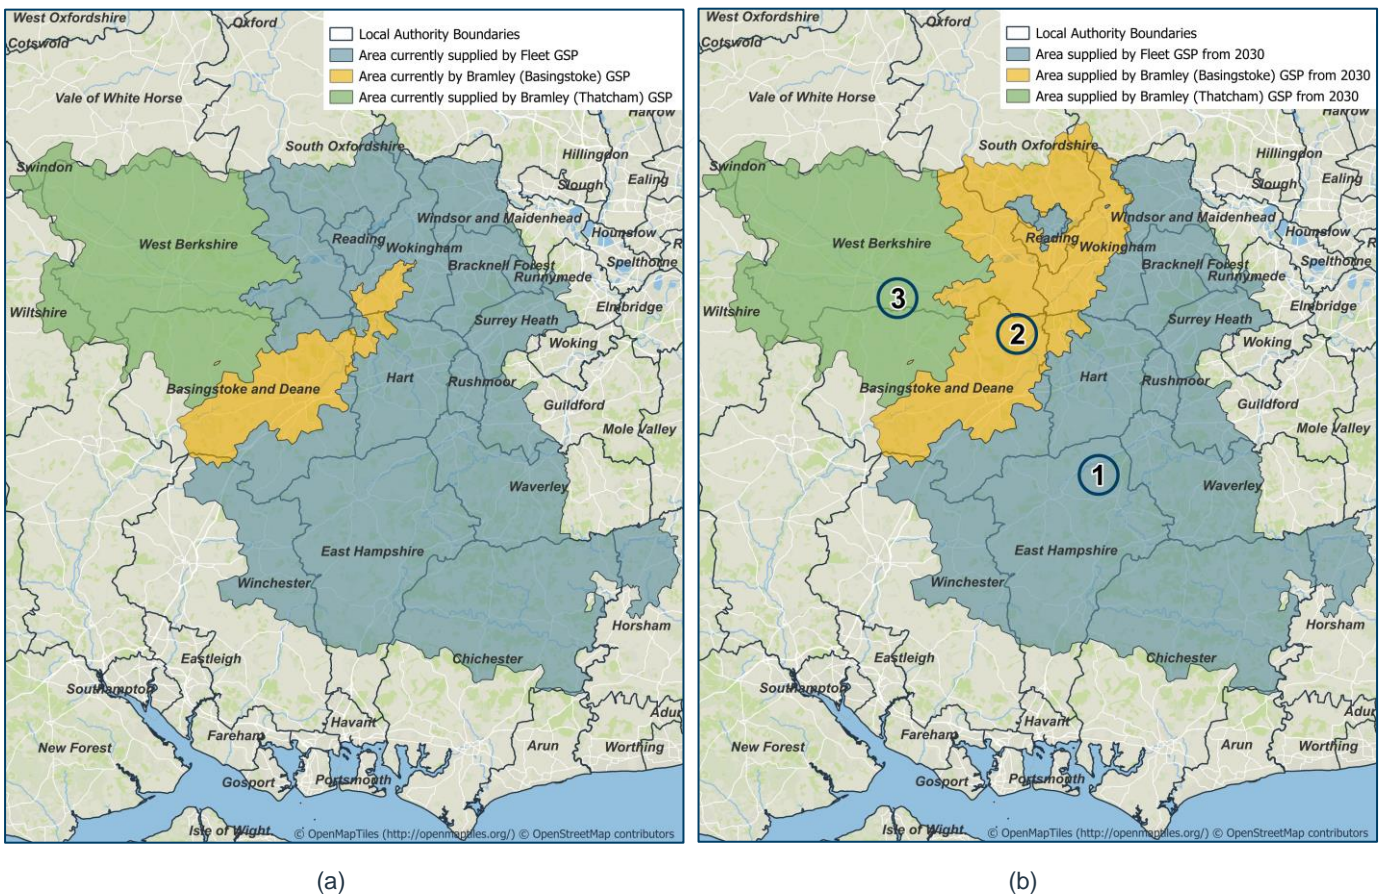 West Oxfordshire
Oxford
Cotswold
Local Authority Boundaries
Area currently supplied by Fleet GSP
Area currently by Bramley (Basingstoke) GSP
Area currently supplied by Bramley (Thatcham) GSP
Vale of White Horse
Harrow
South Oxfordshire
Hillingdon
Swindon
Slough
Ealing
Windsor and Maidenhead
Hounslow
West Berkshire
Reading
Wokingham
Spelthorne
Bracknell Forest
Runnymede
Elmbridge
Wiltshire
Surrey Heath
Woking
Hart
Rushmoor
Basingstoke and Deane
Guildford
Mole Valley
Waverley
East Hampshire
Winchester
Horsham
Eastleigh
Chichester
Southampton
Havant
Adur
New Forest
Fareham
Arun
Worthing
Gosport
Portsmouth
Isle of Wight
© OpenMapTiles (http://openmaptiles.org/) © OpenStreetMap contributors
(a)
West Oxfordshire
Oxford
Cotswold
Local Authority Boundaries
Area supplied by Fleet GSP from 2030
Area supplied by Bramley (Basingstoke) GSP from 2030
Area supplied by Bramley (Thatcham) GSP from 2030
Vale of White Horse
Harrow
South Oxfordshire
Hillingdon
Swindon
Slough
Ealing
Windsor and Maidenhead
Hounslow
West Berkshire
Reading
Wokingham
Spelthorne
Bracknell Forest
Runnymede
3
Elmbridge
Wiltshire
Surrey Heath
2
Woking
Hart
Rushmoor
Basingstoke and Deane
Guildford
Mole Valley
1
Waverley
East Hampshire
Winchester
Horsham
Eastleigh
Chichester
Southampton
Havant
Adur
New Forest
Fareham
Arun
Worthing
Gosport
Portsmouth
Isle of Wight
© OpenMapTiles (http://openmaptiles.org/) © OpenStreetMap contributors
(b)